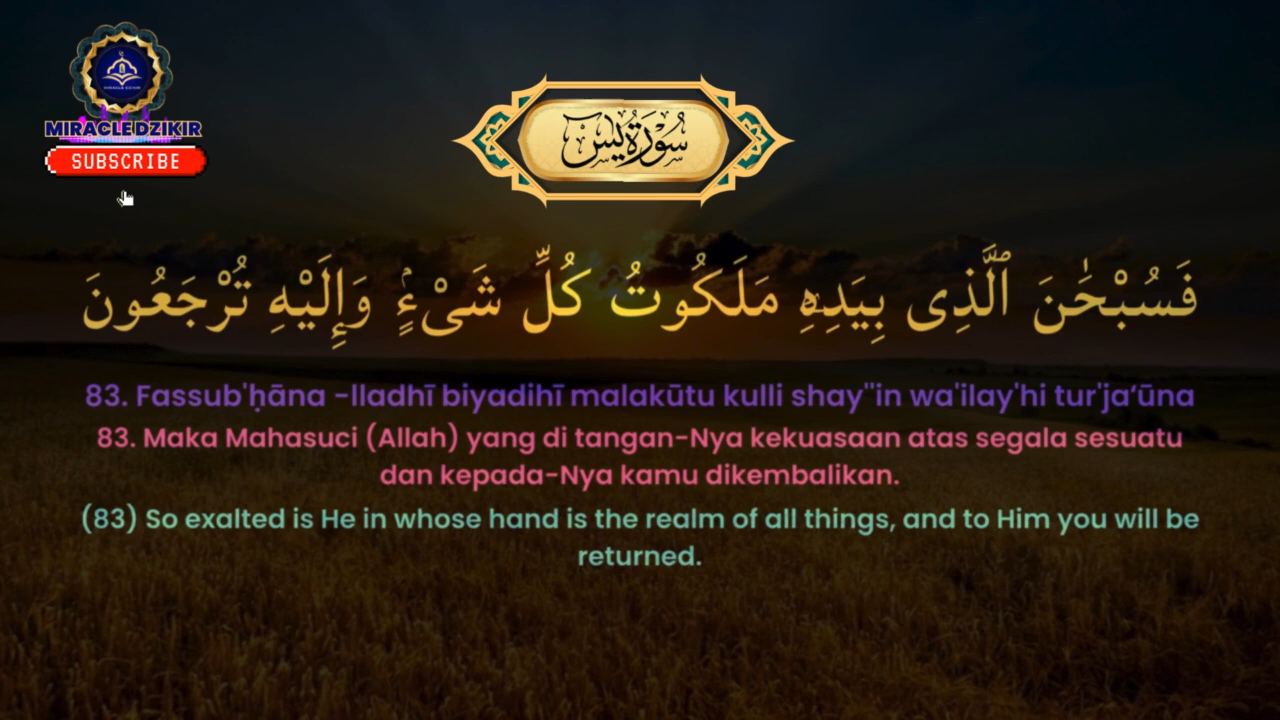 MIRACLE DZIKIR
MIRACLEDZIKIR
SUBSCRIBE
سُوْرَةُ يٰسٓ
فَسُبْحَٰنَ ٱلَّذِى بِيَدِهِۦ مَلَكُوتُ كُلِّ شَىْءٍۢ وَإِلَيْهِ تُرْجَعُونَ
83. Fassub'ḥāna -lladhī biyadihī malakūtu kulli shay''in wa'ilay'hi tur'ja‘ūna
83. Maka Mahasuci (Allah) yang di tangan-Nya kekuasaan atas segala sesuatu
dan kepada-Nya kamu dikembalikan.
(83) So exalted is He in whose hand is the realm of all things, and to Him you will be
returned.